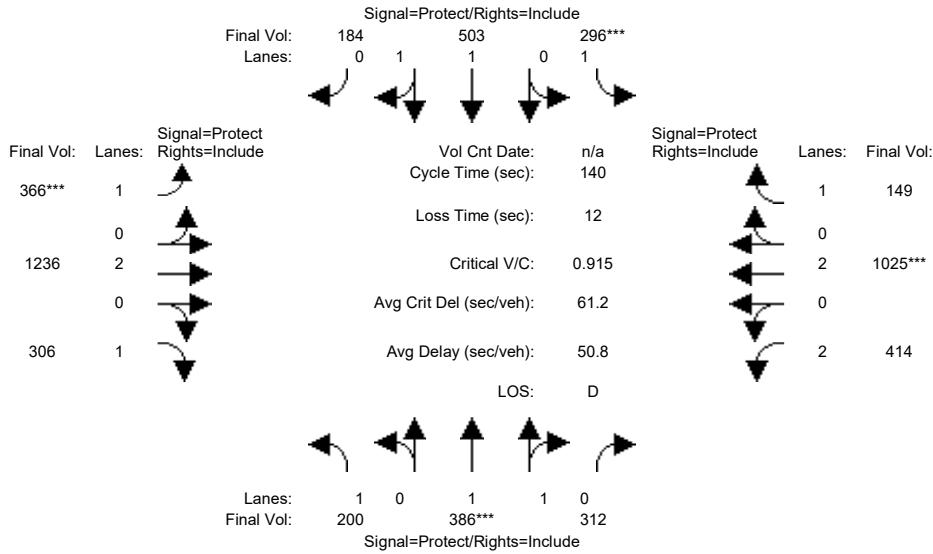 Signal=Protect/Rights=Include
Final Vol: 184 503 296***
Lanes: 0 1 1 0 1
Signal=Protect Signal=Protect
Final Vol: Lanes: Rights=Include Vol Cnt Date: n/a Rights=Include Lanes: Final Vol:
Cycle Time (sec): 140
366*** 1 1 149
Loss Time (sec): 12
0 0
1236 2 Critical V/C: 0.915 2 1025***
0 Avg Crit Del (sec/veh): 61.2 0
306 1 Avg Delay (sec/veh): 50.8 2 414
LOS: D
Lanes: 1 0 1 1 0
Final Vol: 200 386*** 312
Signal=Protect/Rights=Include